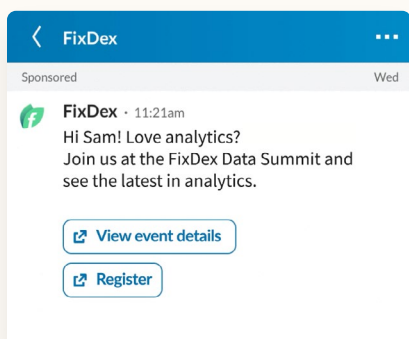 FixDex
Sponsored Wed
FixDex · 11:21am
Hi Sam! Love analytics?
Join us at the FixDex Data Summit and
see the latest in analytics.
View event details
Register